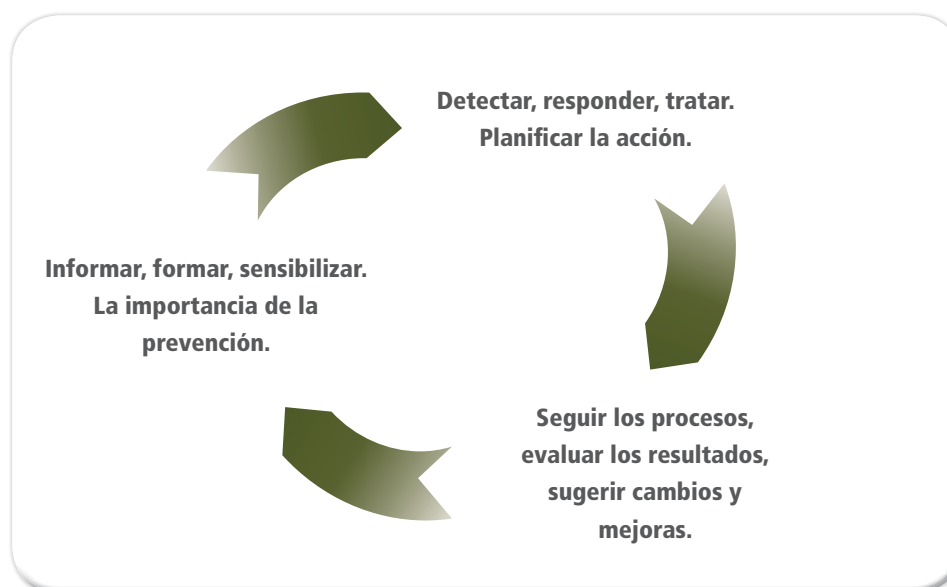 Detectar, responder, tratar.
Planificar la acción.
Informar, formar, sensibilizar.
La importancia de la
prevención.
Seguir los procesos,
evaluar los resultados,
sugerir cambios y
mejoras.